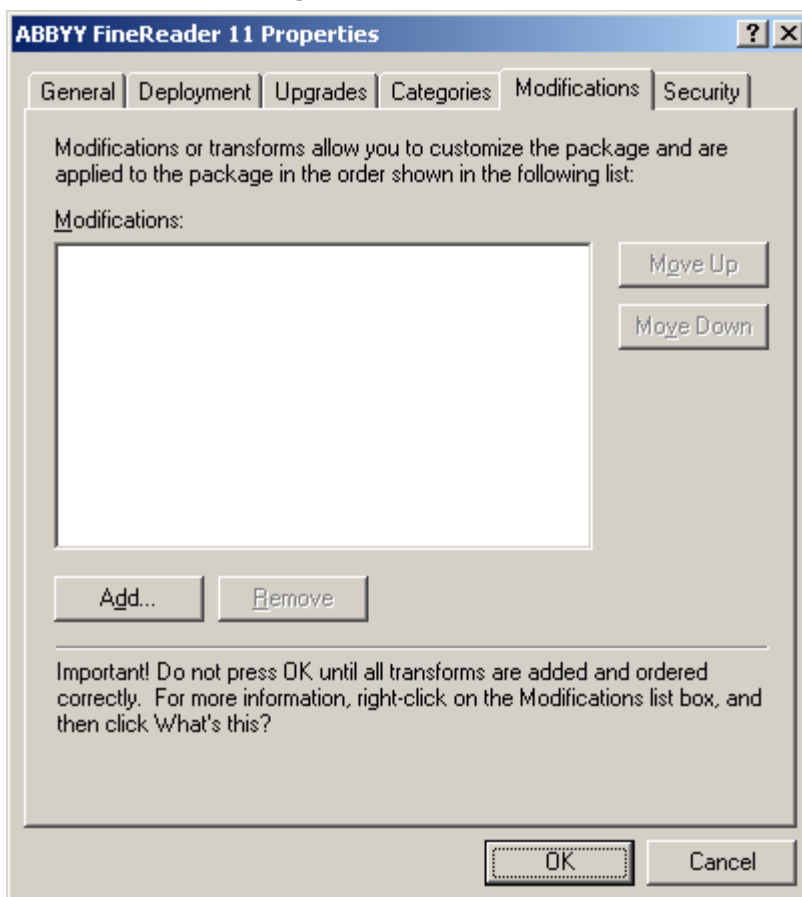 ABBYY FineReader 11 Properties
General Deployment Upgrades Categories Modifications Security
Modifications or transforms allow you to customize the package and are
applied to the package in the order shown in the following list:
Modifications:
Move Up
Move Down
Add... Remove
Important! Do not press OK until all transforms are added and ordered
correctly. For more information, right-click on the Modifications list box, and
then click What's this?
OK Cancel